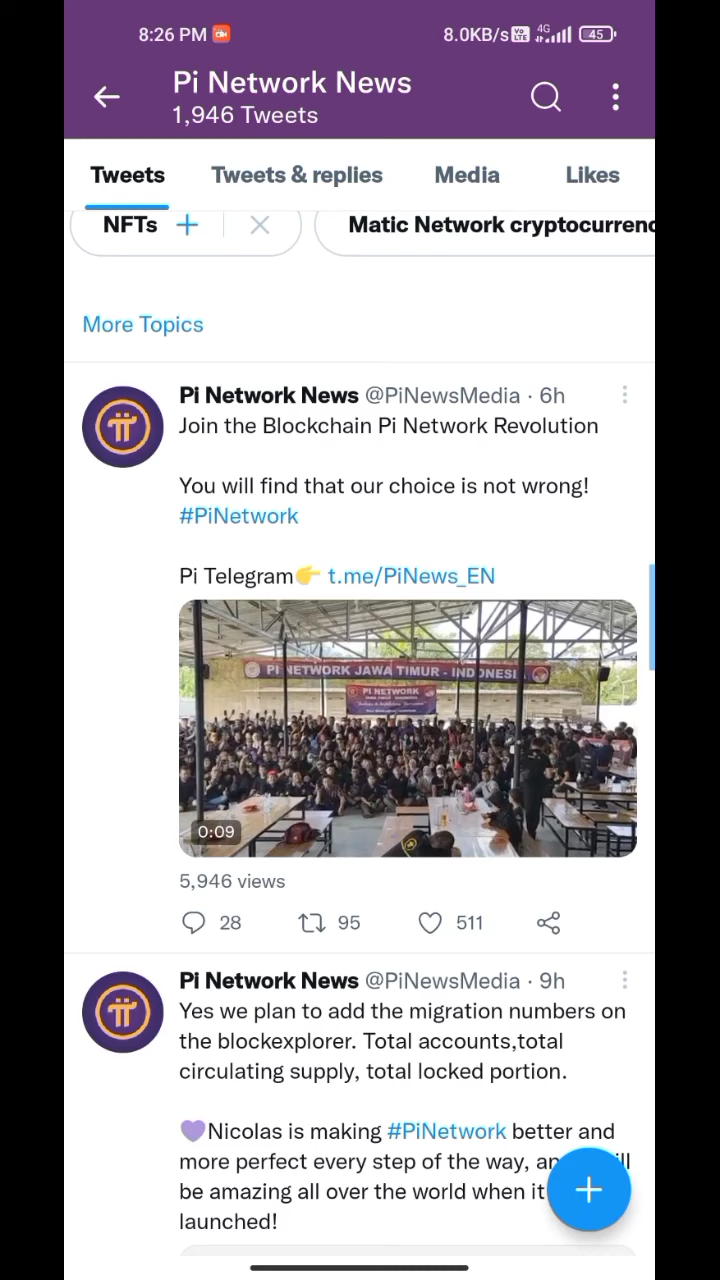 8:26 PM
8.0KB/s Vo LTE 4G 45
Pi Network News
1,946 Tweets
Tweets
Tweets & replies
Media
Likes
NFTs
Matic Network cryptocurrenc
More Topics
Pi Network News @PiNewsMedia · 6h
Join the Blockchain Pi Network Revolution
You will find that our choice is not wrong!
#PiNetwork
Pi Telegram👉 t.me/PiNews_EN
PI NETWORK JAWA TIMUR - INDONESIA
PI NETWORK
0:09
5,946 views
28
95
511
Pi Network News @PiNewsMedia · 9h
Yes we plan to add the migration numbers on
the blockexplorer. Total accounts,total
circulating supply, total locked portion.
💜Nicolas is making #PiNetwork better and
more perfect every step of the way, an ll
be amazing all over the world when it
launched!